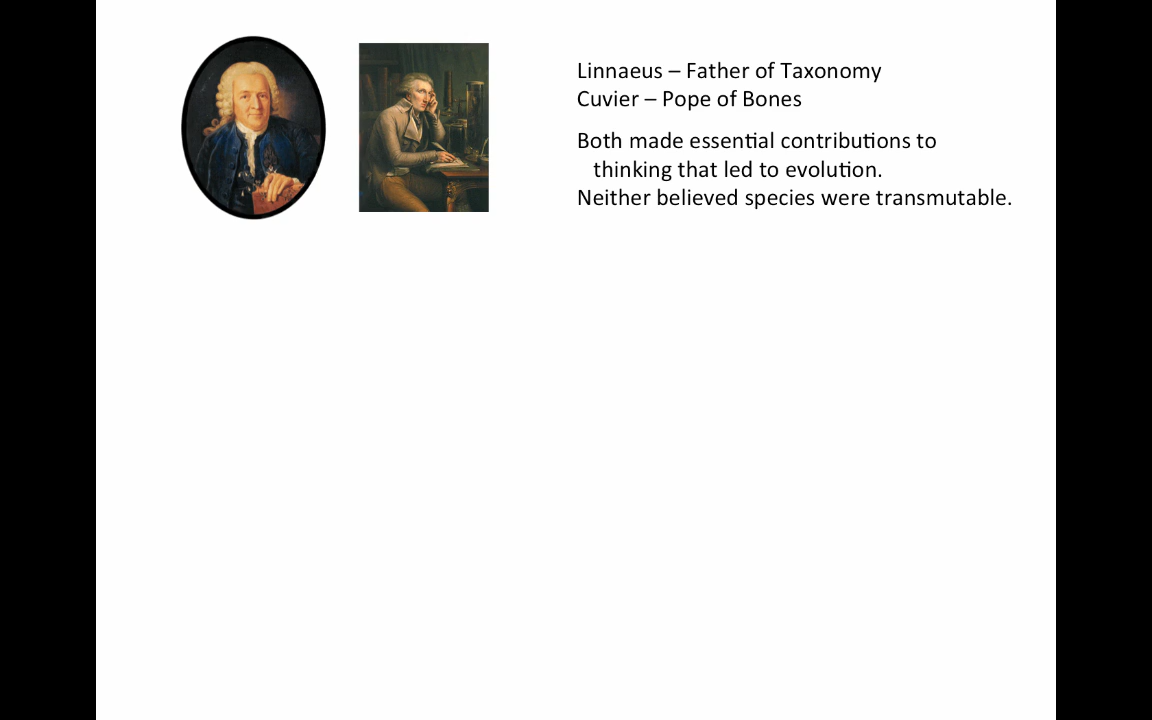 Linnaeus – Father of Taxonomy
Cuvier – Pope of Bones
Both made essential contributions to
thinking that led to evolution.
Neither believed species were transmutable.